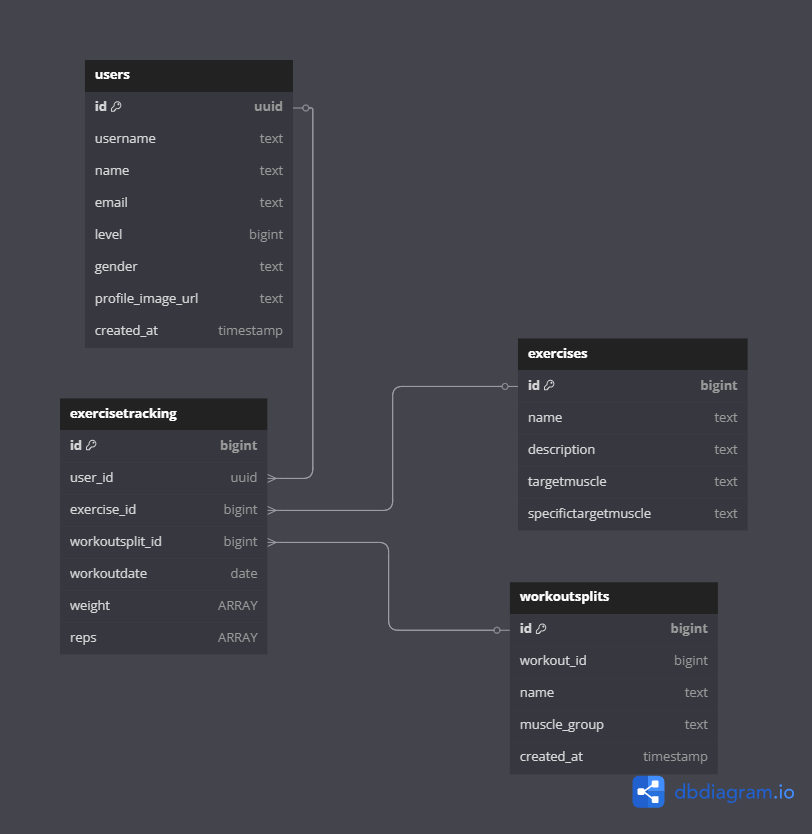 users
id uuid
username text
name text
email text
level bigint
gender text
profile_image_url text
created_at timestamp
exercisetracking
id bigint
user_id uuid
exercise_id bigint
workoutsplit_id bigint
workoutdate date
weight ARRAY
reps ARRAY
exercises
id bigint
name text
description text
targetmuscle text
specifictargetmuscle text
workoutsplits
id bigint
workout_id bigint
name text
muscle_group text
created_at timestamp
dbdiagram.io